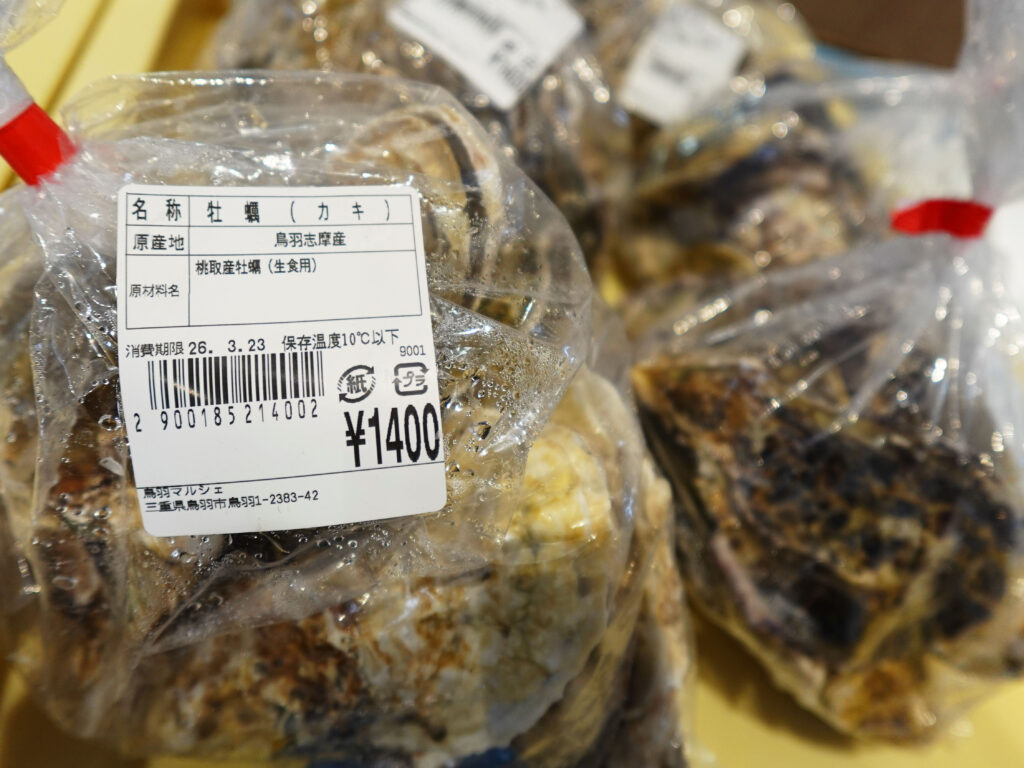 名称 牡蠣 (カキ)
原産地 鳥羽志摩産
原材料名 桃取産牡蠣(生食用)
消費期限 26. 3.23 保存温度10℃以下
9001
紙 プラ
2 900185214002
¥1400
鳥羽マルシェ
三重県鳥羽市鳥羽1-2383-42